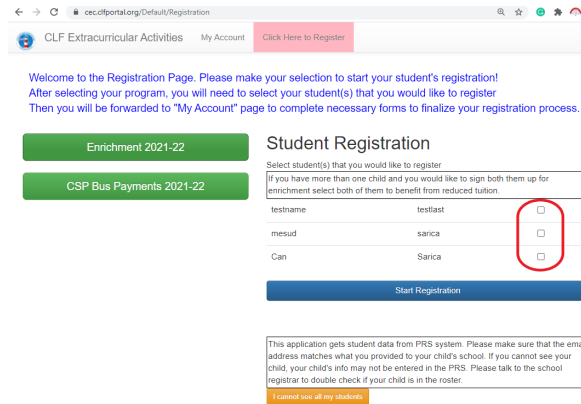 cec.clfportal.org/Default/Registration
CLF Extracurricular Activities My Account Click Here to Register
Welcome to the Registration Page. Please make your selection to start your student's registration!
After selecting your program, you will need to select your student(s) that you would like to register
Then you will be forwarded to "My Account" page to complete necessary forms to finalize your registration process.
Enrichment 2021-22
CSP Bus Payments 2021-22
Student Registration
Select student(s) that you would like to register
If you have more than one child and you would like to sign both them up for
enrichment select both of them to benefit from reduced tuition.
testname testlast
mesud sarica
Can Sarica
Start Registration
This application gets student data from PRS system. Please make sure that the ema
address matches what you provided to your child's school. If you cannot see your
child, your child's info may not be entered in the PRS. Please talk to the school
registrar to double check if your child is in the roster.
I cannot see all my students